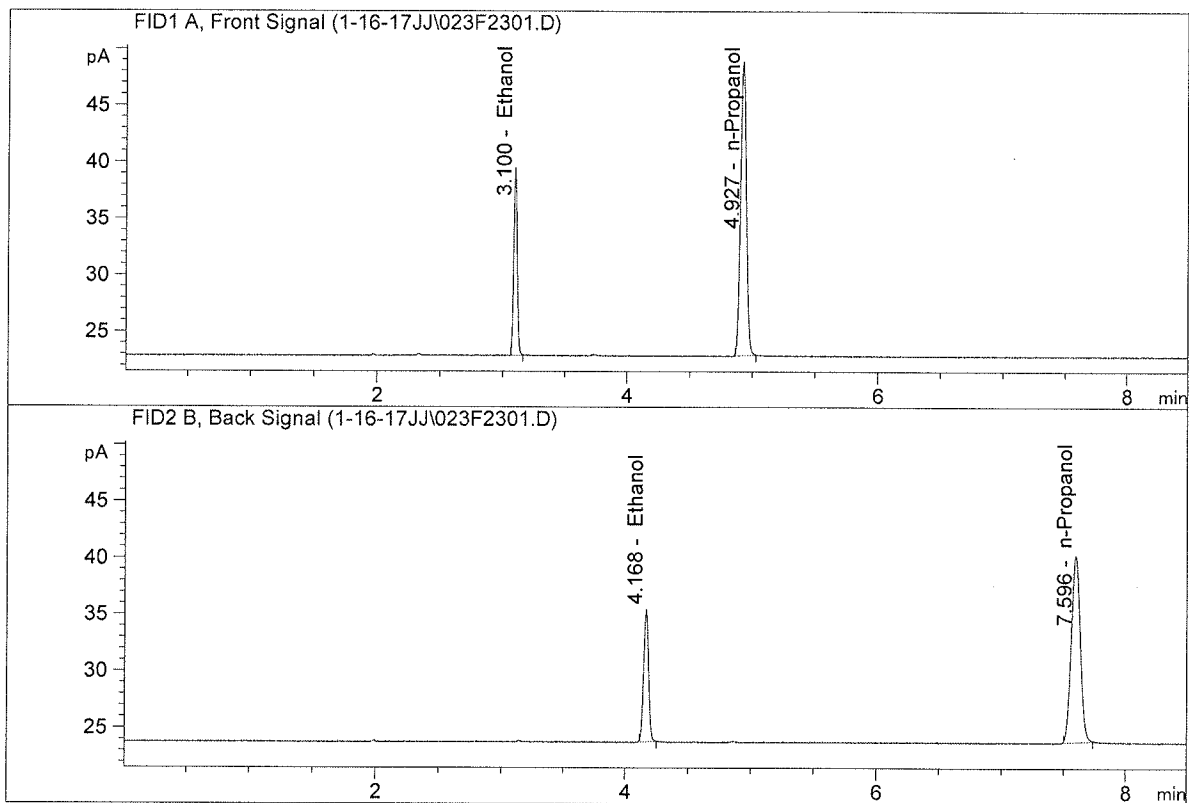 FID1 A, Front Signal (1-16-17JJ\023F2301.D)
pA
45
40
35
30
25
3.100 - Ethanol
4.927 - n-Propanol
2
4
6
8
min
FID2 B, Back Signal (1-16-17JJ\023F2301.D)
pA
45
40
35
30
25
4.168 - Ethanol
7.596 - n-Propanol
2
4
6
8
min